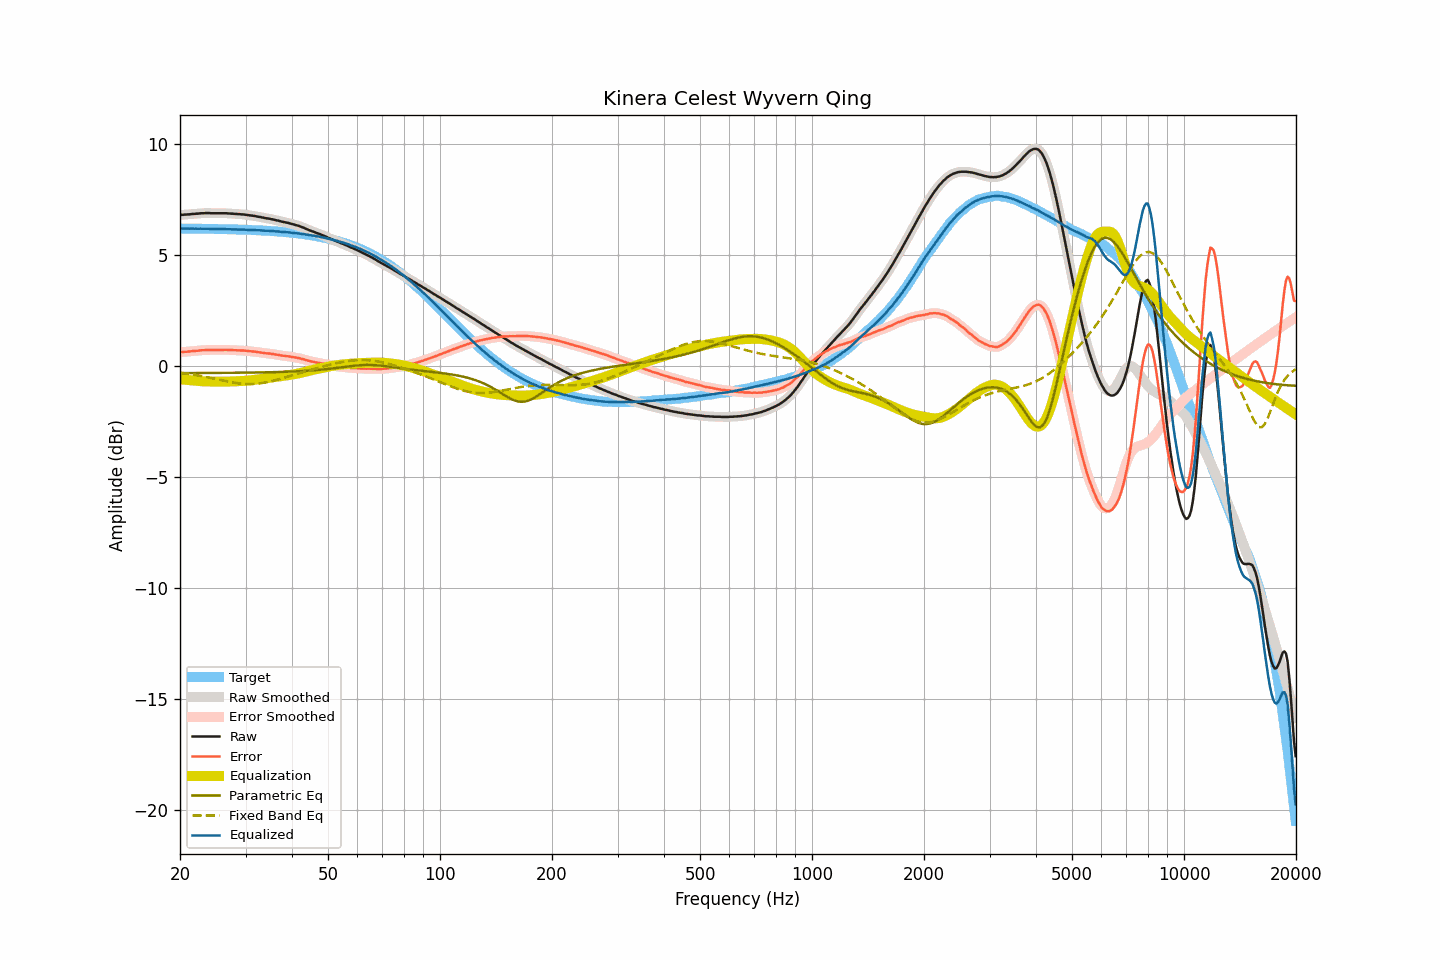 Kinera Celest Wyvern Qing
Amplitude (dBr)
10
5
0
−5
−10
−15
−20
Target
Raw Smoothed
Error Smoothed
Raw
Error
Equalization
Parametric Eq
Fixed Band Eq
Equalized
20 50 100 200 500 1000 2000 5000 10000 20000
Frequency (Hz)